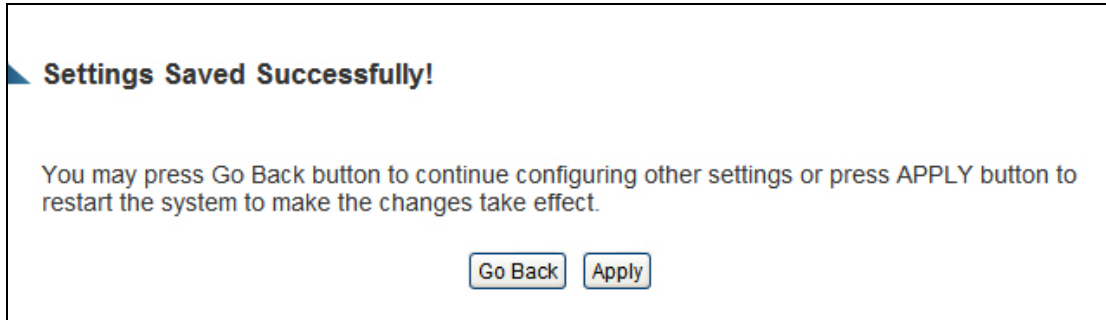 Settings Saved Successfully!
You may press Go Back button to continue configuring other settings or press APPLY button to
restart the system to make the changes take effect.
Go Back Apply